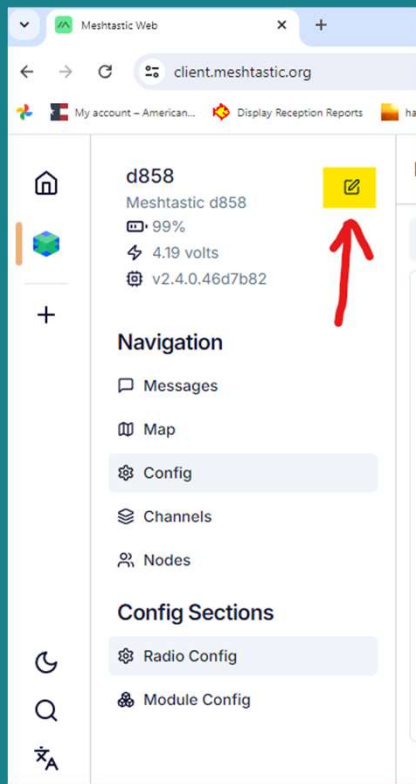 Meshtastic Web
client.meshtastic.org
My account – American...
Display Reception Reports
ha
d858
Meshtastic d858
99%
4.19 volts
v2.4.0.46d7b82
Navigation
Messages
Map
Config
Channels
Nodes
Config Sections
Radio Config
Module Config